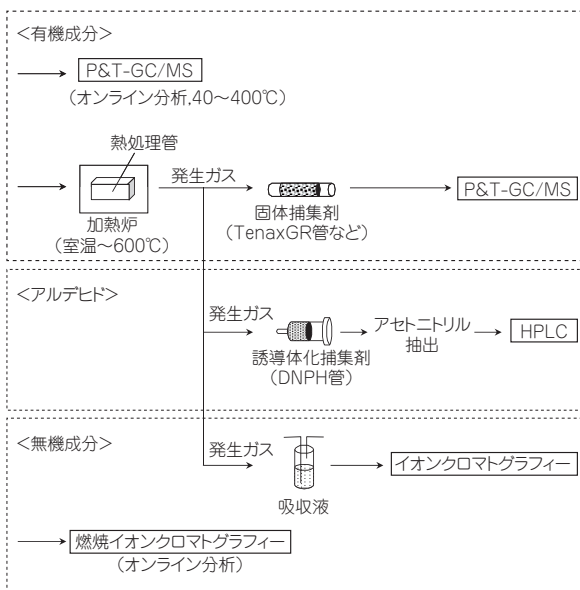 <有機成分>
P&T-GC/MS
（オンライン分析,40～400℃）
熱処理管
発生ガス
加熱炉
（室温～600℃）
固体捕集剤
（TenaxGR管など）
P&T-GC/MS
<アルデヒド>
発生ガス
誘導体化捕集剤
（DNPH管）
アセトニトリル
抽出
HPLC
<無機成分>
発生ガス
吸収液
イオンクロマトグラフィー
燃焼イオンクロマトグラフィー
（オンライン分析）